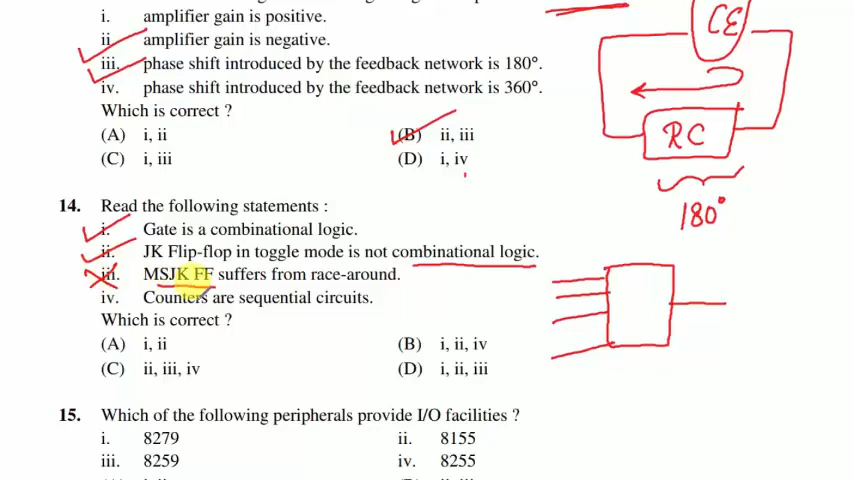 i. amplifier gain is positive.
ii. amplifier gain is negative.
iii. phase shift introduced by the feedback network is 180°.
iv. phase shift introduced by the feedback network is 360°.
Which is correct ?
(A) i, ii (B) ii, iii
(C) i, iii (D) i, iv
CE
RC
180°
14. Read the following statements :
i. Gate is a combinational logic.
ii. JK Flip-flop in toggle mode is not combinational logic.
iii. MSJK FF suffers from race-around.
iv. Counters are sequential circuits.
Which is correct ?
(A) i, ii (B) i, ii, iv
(C) ii, iii, iv (D) i, ii, iii
15. Which of the following peripherals provide I/O facilities ?
i. 8279 ii. 8155
iii. 8259 iv. 8255